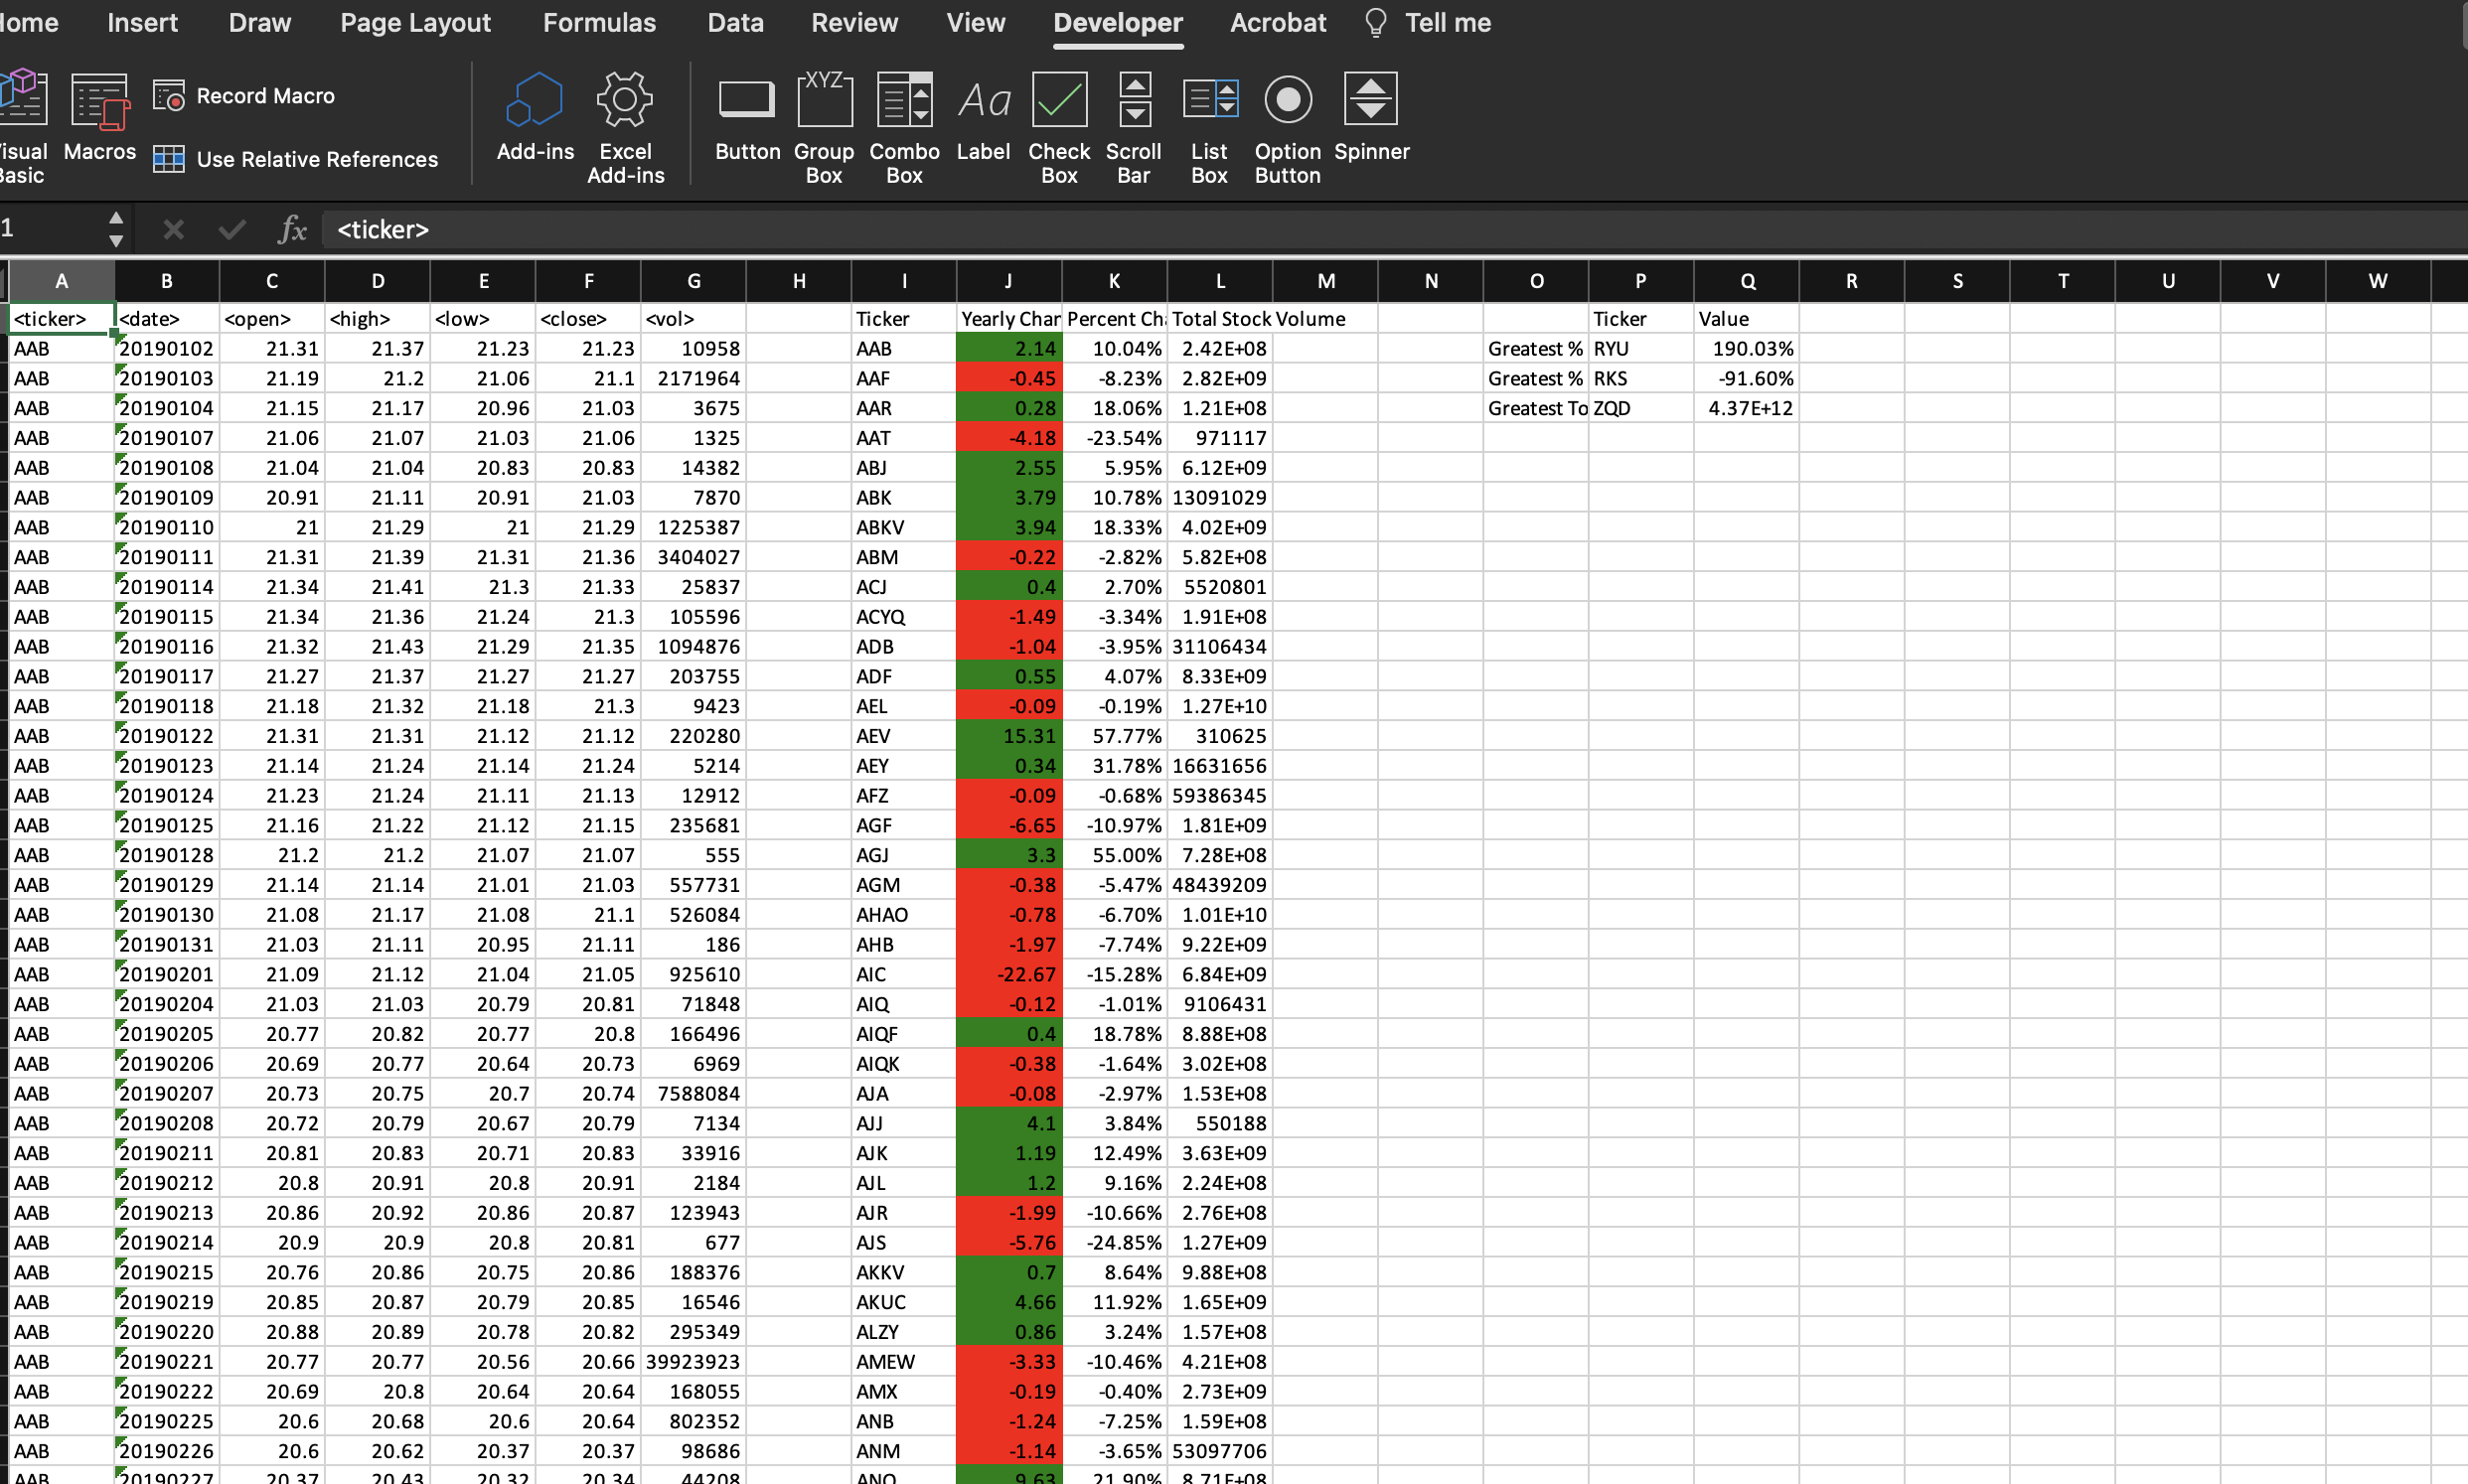 Home Insert Draw Page Layout Formulas Data Review View Developer Acrobat Tell me
Record Macro
Use Relative References
Visual Basic Macros Add-ins Excel Add-ins Button Group Box Combo Box Label Check Box Scroll Bar List Box Option Button Spinner
XYZ Aa
1 fx <ticker>
A B C D E F G H I J K L M N O P Q R S T U V W
<ticker> <date> <open> <high> <low> <close> <vol> Ticker Yearly Chan Percent Cha Total Stock Volume Ticker Value
AAB 20190102 21.31 21.37 21.23 21.23 10958 AAB 2.14 10.04% 2.42E+08 Greatest % RYU 190.03%
AAB 20190103 21.19 21.2 21.06 21.1 2171964 AAF -0.45 -8.23% 2.82E+09 Greatest % RKS -91.60%
AAB 20190104 21.15 21.17 20.96 21.03 3675 AAR 0.28 18.06% 1.21E+08 Greatest To ZQD 4.37E+12
AAB 20190107 21.06 21.07 21.03 21.06 1325 AAT -4.18 -23.54% 971117
AAB 20190108 21.04 21.04 20.83 20.83 14382 ABJ 2.55 5.95% 6.12E+09
AAB 20190109 20.91 21.11 20.91 21.03 7870 ABK 3.79 10.78% 13091029
AAB 20190110 21 21.29 21 21.29 1225387 ABKV 3.94 18.33% 4.02E+09
AAB 20190111 21.31 21.39 21.31 21.36 3404027 ABM -0.22 -2.82% 5.82E+08
AAB 20190114 21.34 21.41 21.3 21.33 25837 ACJ 0.4 2.70% 5520801
AAB 20190115 21.34 21.36 21.24 21.3 105596 ACYQ -1.49 -3.34% 1.91E+08
AAB 20190116 21.32 21.43 21.29 21.35 1094876 ADB -1.04 -3.95% 31106434
AAB 20190117 21.27 21.37 21.27 21.27 203755 ADF 0.55 4.07% 8.33E+09
AAB 20190118 21.18 21.32 21.18 21.3 9423 AEL -0.09 -0.19% 1.27E+10
AAB 20190122 21.31 21.31 21.12 21.12 220280 AEV 15.31 57.77% 310625
AAB 20190123 21.14 21.24 21.14 21.24 5214 AEY 0.34 31.78% 16631656
AAB 20190124 21.23 21.24 21.11 21.13 12912 AFZ -0.09 -0.68% 59386345
AAB 20190125 21.16 21.22 21.12 21.15 235681 AGF -6.65 -10.97% 1.81E+09
AAB 20190128 21.2 21.2 21.07 21.07 555 AGJ 3.3 55.00% 7.28E+08
AAB 20190129 21.14 21.14 21.01 21.03 557731 AGM -0.38 -5.47% 48439209
AAB 20190130 21.08 21.17 21.08 21.1 526084 AHAO -0.78 -6.70% 1.01E+10
AAB 20190131 21.03 21.11 20.95 21.11 186 AHB -1.97 -7.74% 9.22E+09
AAB 20190201 21.09 21.12 21.04 21.05 925610 AIC -22.67 -15.28% 6.84E+09
AAB 20190204 21.03 21.03 20.79 20.81 71848 AIQ -0.12 -1.01% 9106431
AAB 20190205 20.77 20.82 20.77 20.8 166496 AIQF 0.4 18.78% 8.88E+08
AAB 20190206 20.69 20.77 20.64 20.73 6969 AIQK -0.38 -1.64% 3.02E+08
AAB 20190207 20.73 20.75 20.7 20.74 7588084 AJA -0.08 -2.97% 1.53E+08
AAB 20190208 20.72 20.79 20.67 20.79 7134 AJJ 4.1 3.84% 550188
AAB 20190211 20.81 20.83 20.71 20.83 33916 AJK 1.19 12.49% 3.63E+09
AAB 20190212 20.8 20.91 20.8 20.91 2184 AJL 1.2 9.16% 2.24E+08
AAB 20190213 20.86 20.92 20.86 20.87 123943 AJR -1.99 -10.66% 2.76E+08
AAB 20190214 20.9 20.9 20.8 20.81 677 AJS -5.76 -24.85% 1.27E+09
AAB 20190215 20.76 20.86 20.75 20.86 188376 AKKV 0.7 8.64% 9.88E+08
AAB 20190219 20.85 20.87 20.79 20.85 16546 AKUC 4.66 11.92% 1.65E+09
AAB 20190220 20.88 20.89 20.78 20.82 295349 ALZY 0.86 3.24% 1.57E+08
AAB 20190221 20.77 20.77 20.56 20.66 39923923 AMEW -3.33 -10.46% 4.21E+08
AAB 20190222 20.69 20.8 20.64 20.64 168055 AMX -0.19 -0.40% 2.73E+09
AAB 20190225 20.6 20.68 20.6 20.64 802352 ANB -1.24 -7.25% 1.59E+08
AAB 20190226 20.6 20.62 20.37 20.37 98686 ANM -1.14 -3.65% 53097706
AAB 20190227 20.37 20.43 20.32 20.34 44208 9.63 21.90% 8.71E+08